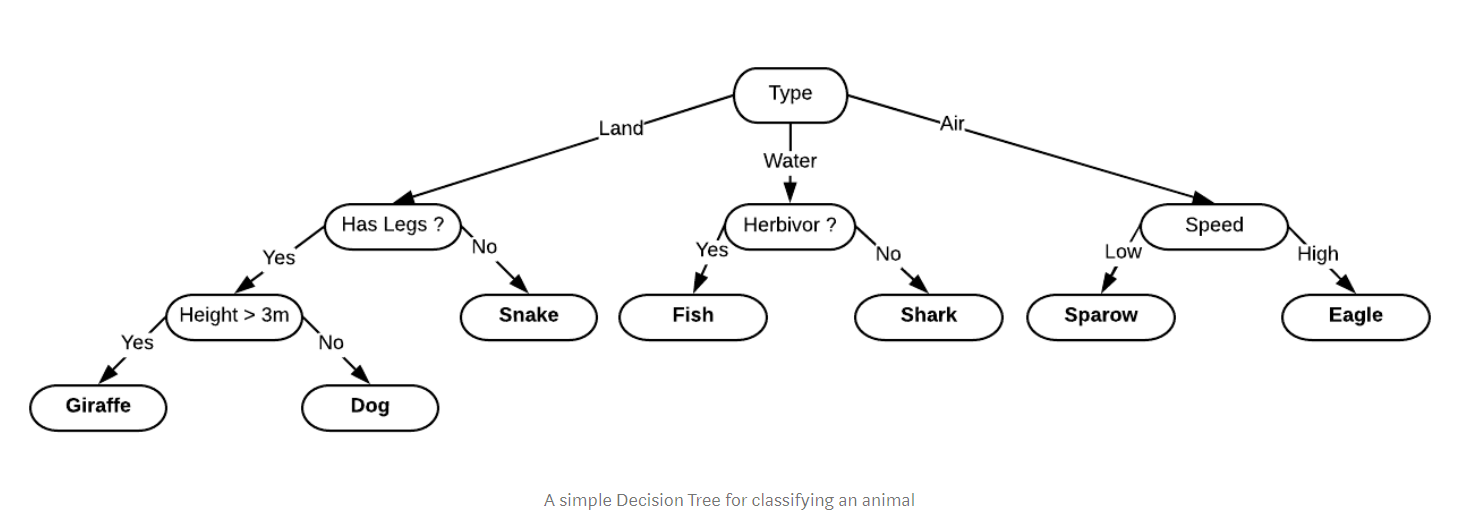 Type
Land
Water
Air
Has Legs ?
Herbivor ?
Speed
Yes
No
Yes
No
Low
High
Height > 3m
Snake
Fish
Shark
Sparow
Eagle
Yes
No
Giraffe
Dog
A simple Decision Tree for classifying an animal